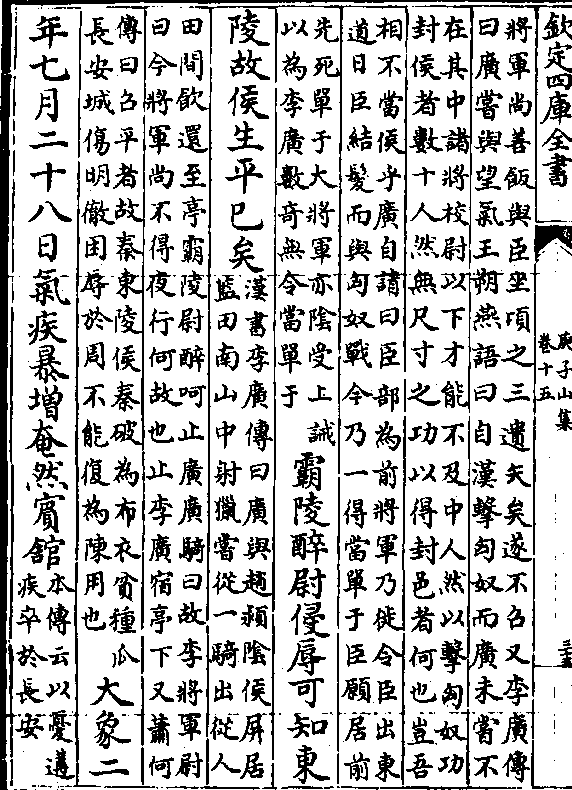 欽定四庫全書
庾子山集
卷十五
將軍尚善飯與臣坐頃之三遺矢矣遂不召又李廣傳
曰廣嘗與望氣王朔燕語曰自漢擊匈奴而廣未嘗不
在其中諸將校尉以下才能不及中人然以擊匈奴功
封侯者數十人然無尺寸之功以得封邑者何也豈吾
相不當侯乎廣自請曰臣部為前將軍乃徙令臣出東
道且臣結髮而與匈奴戰今乃一得當單于臣願居前
先死單于大將軍亦陰受上誡
以為李廣數奇無令當單于
霸陵醉尉侵辱可知東
陵故侯生平已矣
漢書李廣傳曰廣與趙潁陰侯屏居
藍田南山中射獵嘗從一騎出從人
田間飲還至亭霸陵尉醉呵止廣廣騎曰故李將軍尉
曰今將軍尚不得夜行何故也止李廣宿亭下又蕭何
傳曰召平者故秦東陵侯秦破為布衣貧種瓜
長安城傷明徹困辱於周不能復為陳用也
大象二
年七月二十八日氣疾暴增奄然賓舘
本傳云以憂遘
疾卒於長安